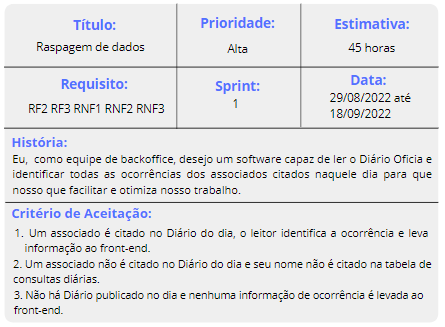 Título:
Raspagem de dados
Prioridade:
Alta
Estimativa:
45 horas
Requisito:
RF2 RF3 RNF1 RNF2 RNF3
Sprint:
1
Data:
29/08/2022 até
18/09/2022
História:
Eu, como equipe de backoffice, desejo um software capaz de ler o Diário Oficia e
identificar todas as ocorrências dos associados citados naquele dia para que
nosso que facilitar e otimiza nosso trabalho.
Critério de Aceitação:
1. Um associado é citado no Diário do dia, o leitor identifica a ocorrência e leva
informação ao front-end.
2. Um associado não é citado no Diário do dia e seu nome não é citado na tabela de
consultas diárias.
3. Não há Diário publicado no dia e nenhuma informação de ocorrência é levada ao
front-end.